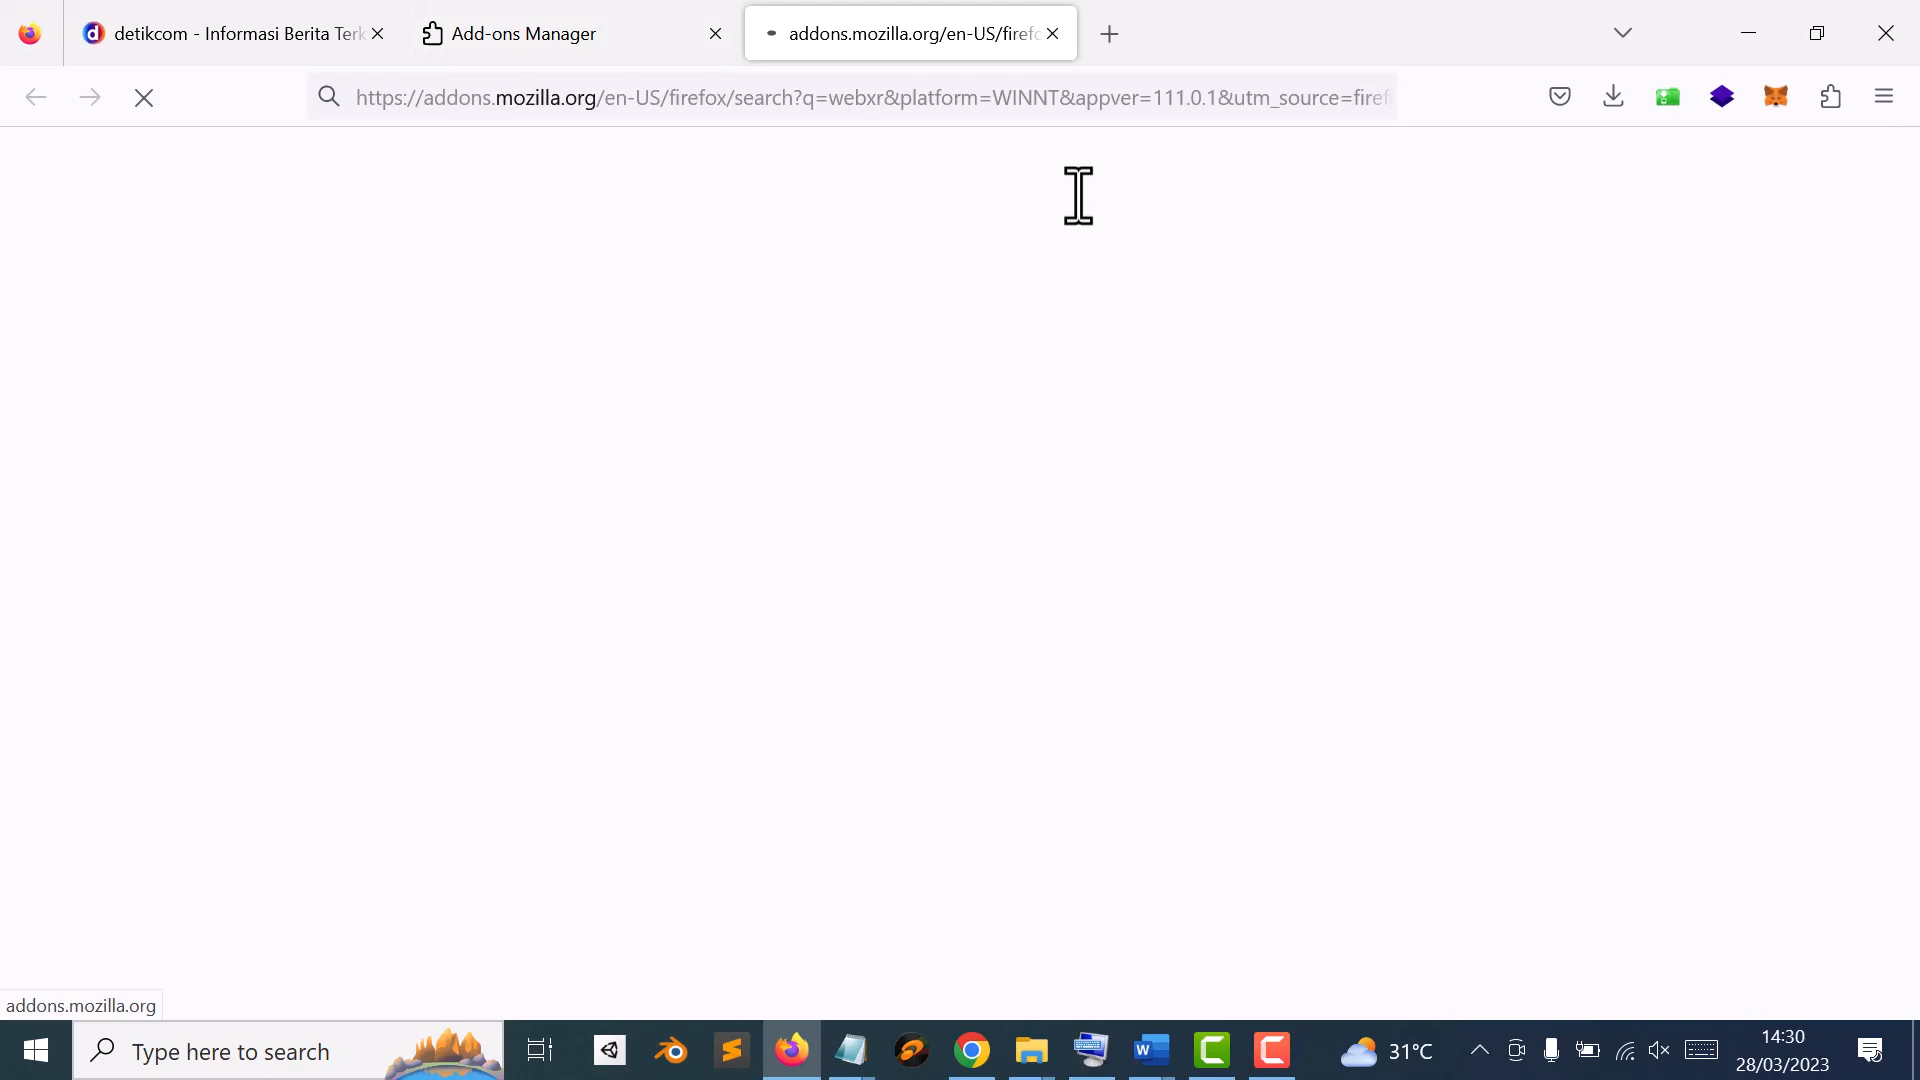 detikcom - Informasi Berita Terk
Add-ons Manager
addons.mozilla.org/en-US/firefo
https://addons.mozilla.org/en-US/firefox/search?q=webxr&platform=WINNT&appver=111.0.1&utm_source=firef
addons.mozilla.org
Type here to search
31°C
14:30
28/03/2023